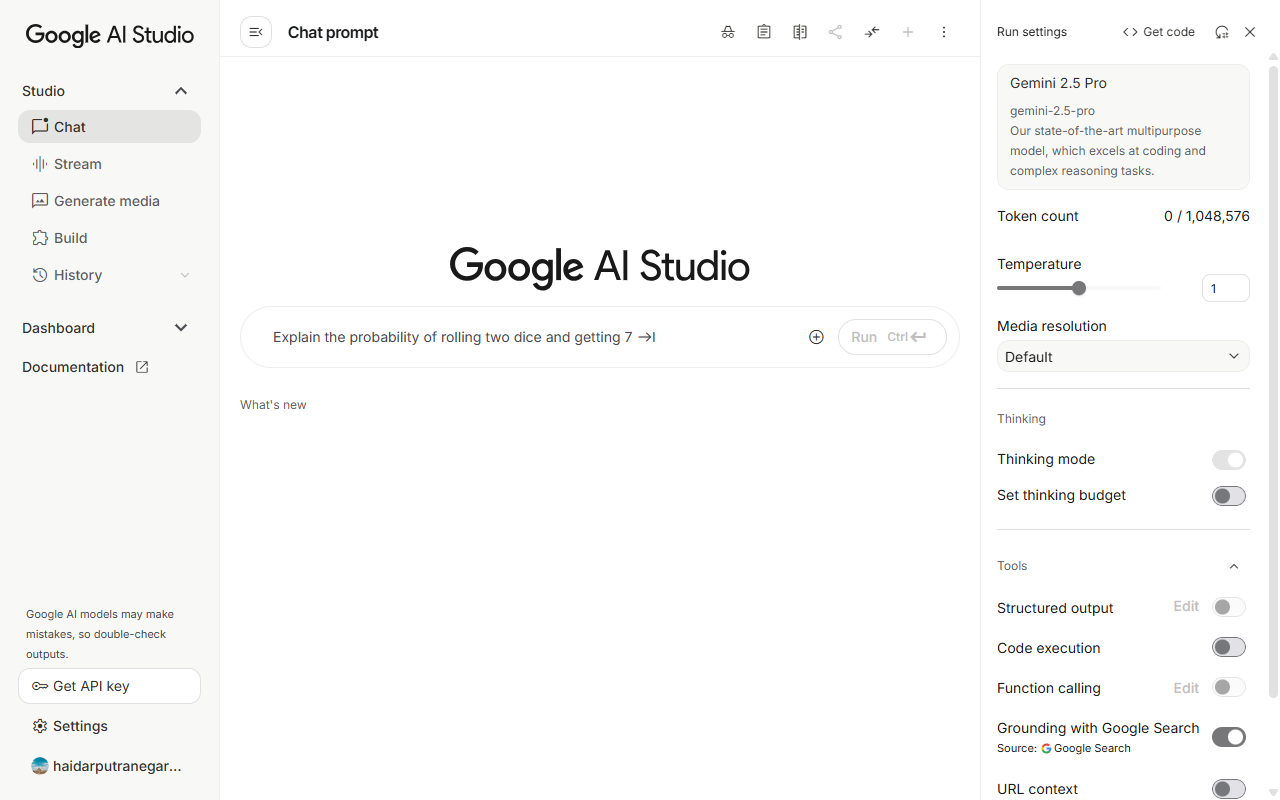 Google AI Studio
Studio
Chat
Stream
Generate media
Build
History
Dashboard
Documentation
Google AI models may make
mistakes, so double-check
outputs.
Get API key
Settings
haidarputranegar...
Chat prompt
Google AI Studio
Explain the probability of rolling two dice and getting 7
Run Ctrl
What's new
Run settings
Get code
Gemini 2.5 Pro
gemini-2.5-pro
Our state-of-the-art multipurpose
model, which excels at coding and
complex reasoning tasks.
Token count 0 / 1,048,576
Temperature
1
Media resolution
Default
Thinking
Thinking mode
Set thinking budget
Tools
Structured output Edit
Code execution
Function calling Edit
Grounding with Google Search
Source: Google Search
URL context